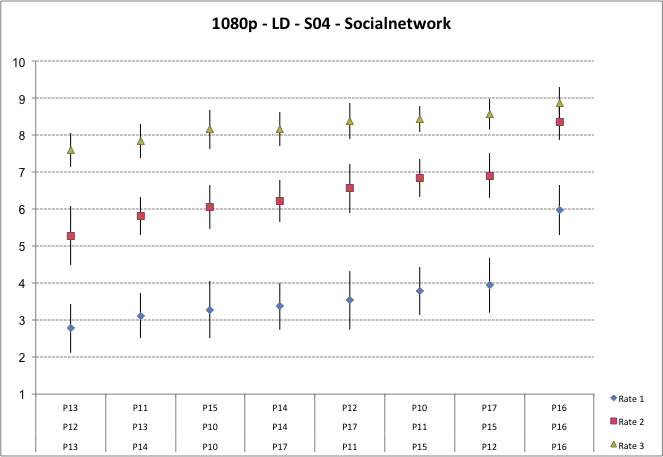 1080p - LD - S04 - Socialnetwork
10
9
8
7
6
5
4
3
2
1
P13 P11 P15 P14 P12 P10 P17 P16
P12 P13 P10 P14 P17 P11 P15 P16
P13 P14 P10 P17 P11 P15 P12 P16
Rate 1
Rate 2
Rate 3